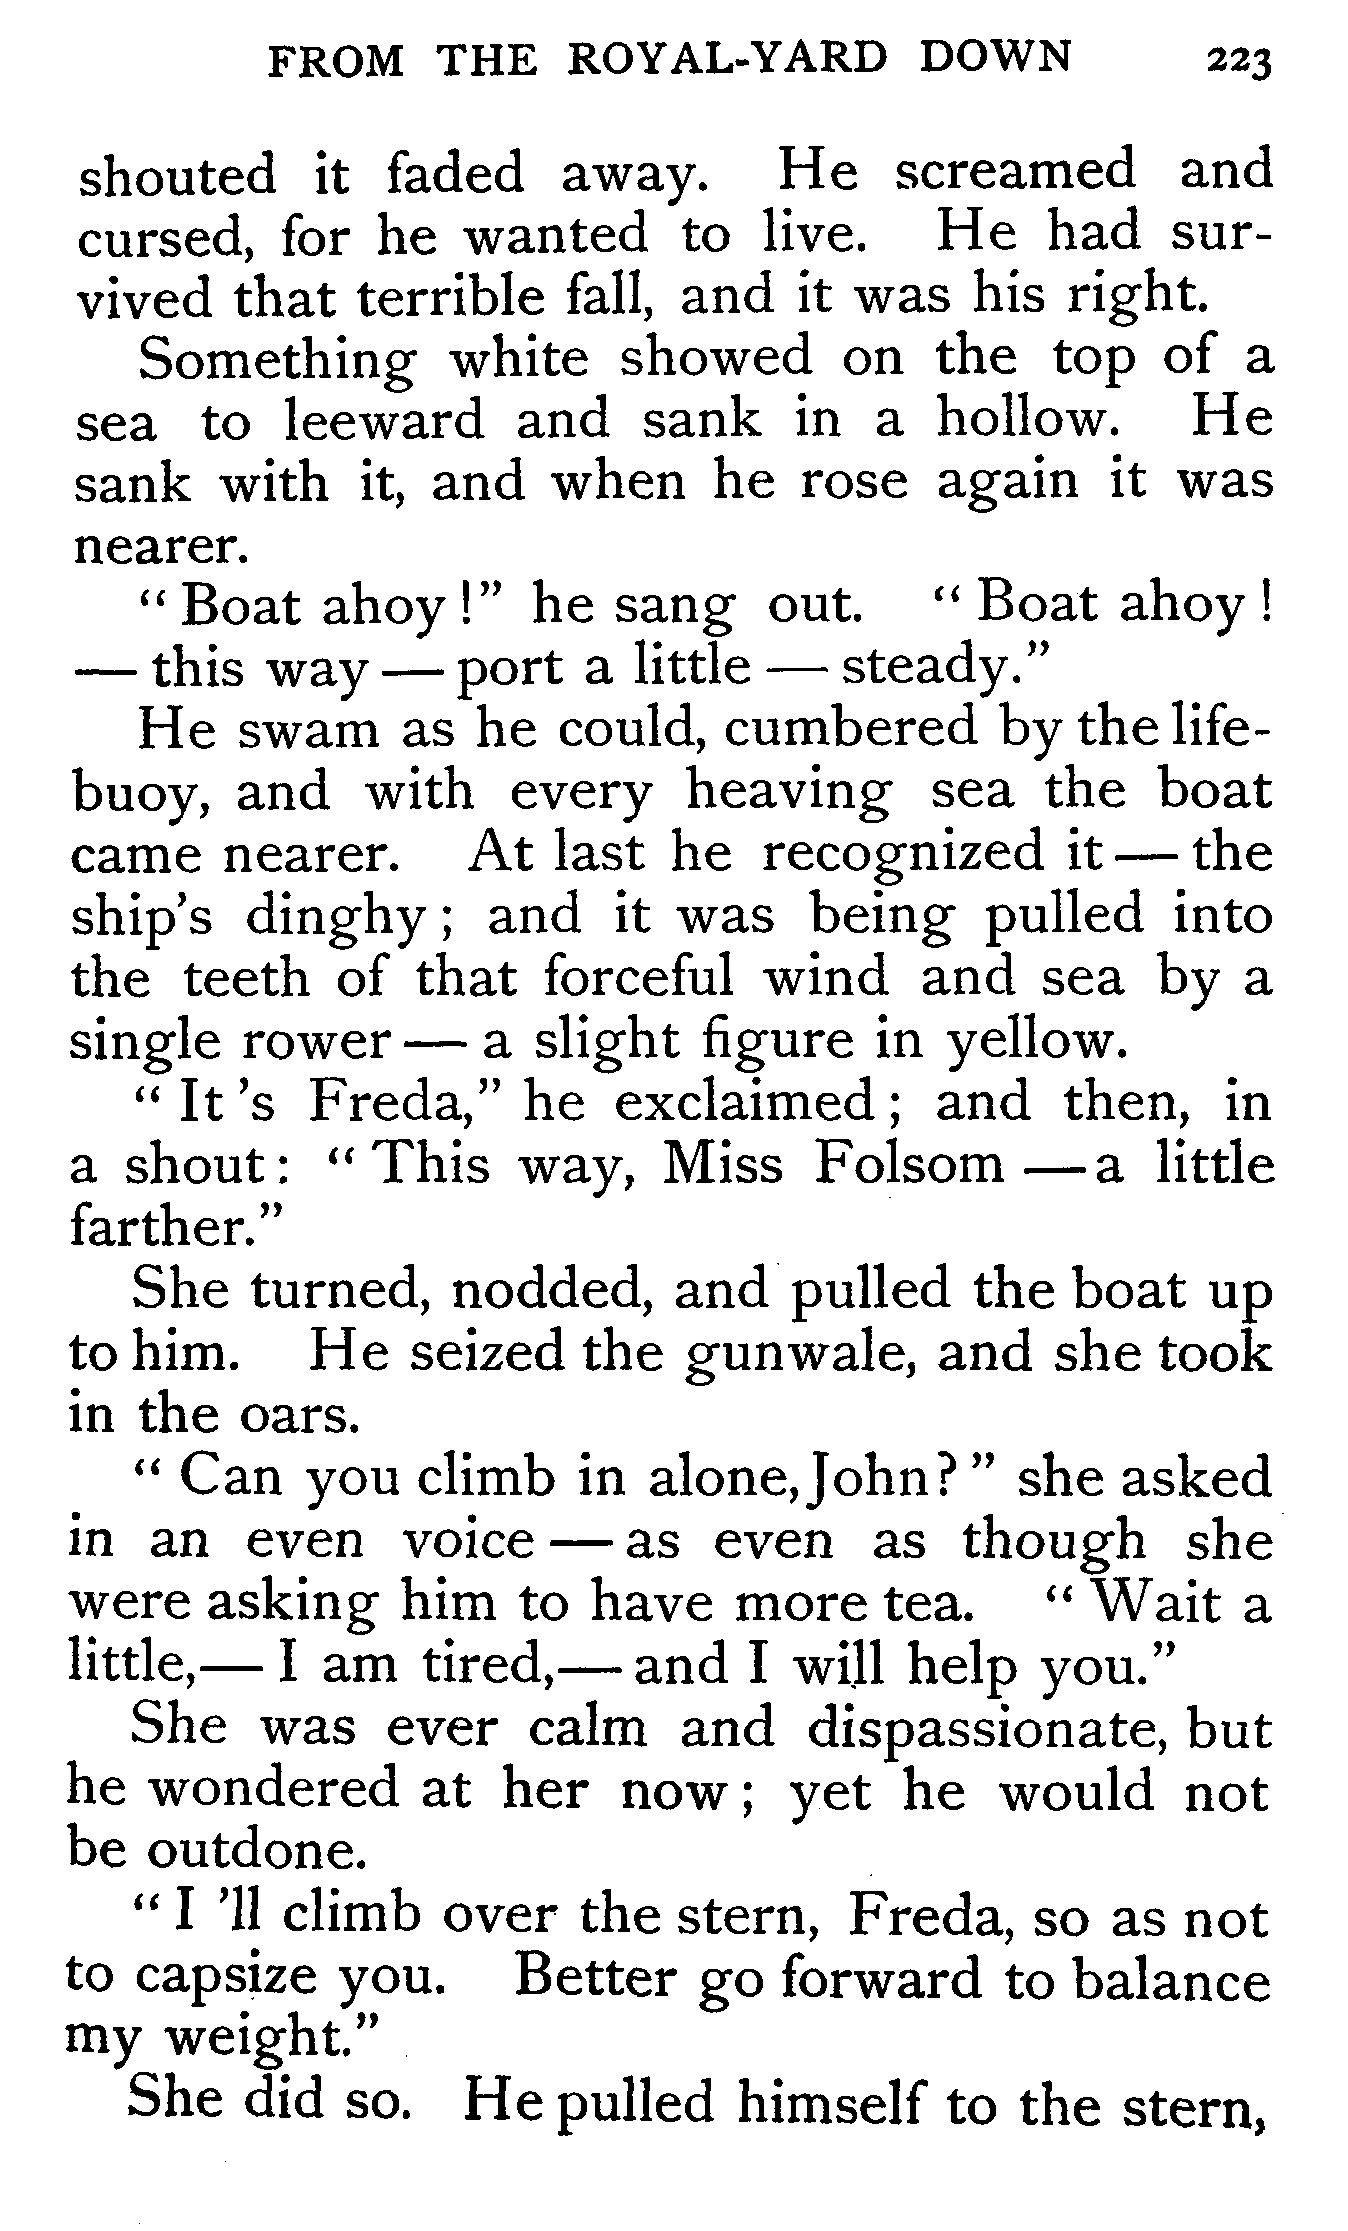 FROM THE ROYAL-YARD DOWN 223
shouted it faded away. He screamed and
cursed, for he wanted to live. He had sur-
vived that terrible fall, and it was his right.
Something white showed on the top of a
sea to leeward and sank in a hollow. He
sank with it, and when he rose again it was
nearer.
“ Boat ahoy !” he sang out. “ Boat ahoy !
— this way — port a little — steady.”
He swam as he could, cumbered by the life-
buoy, and with every heaving sea the boat
came nearer. At last he recognized it — the
ship’s dinghy ; and it was being pulled into
the teeth of that forceful wind and sea by a
single rower — a slight figure in yellow.
“ It ’s Freda,” he exclaimed ; and then, in
a shout : “ This way, Miss Folsom — a little
farther.”
She turned, nodded, and pulled the boat up
to him. He seized the gunwale, and she took
in the oars.
“ Can you climb in alone, John? ” she asked
in an even voice — as even as though she
were asking him to have more tea. “ Wait a
little,— I am tired,— and I will help you.”
She was ever calm and dispassionate, but
he wondered at her now ; yet he would not
be outdone.
“ I ’ll climb over the stern, Freda, so as not
to capsize you. Better go forward to balance
my weight.”
She did so. He pulled himself to the stern,